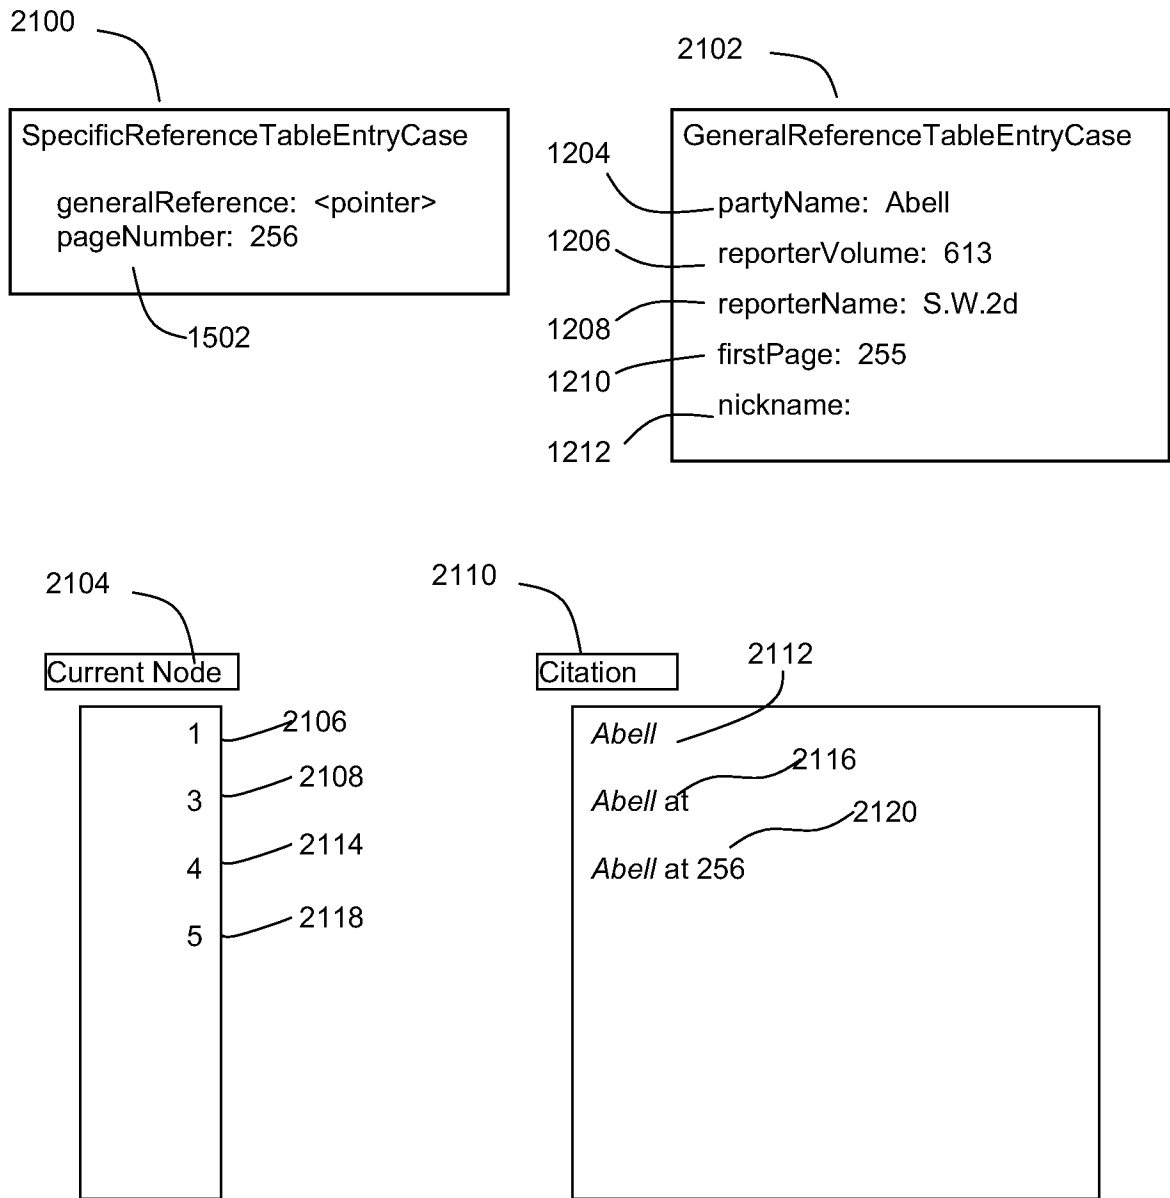 2100
2102
SpecificReferenceTableEntryCase
generalReference: <pointer>
pageNumber: 256
1502
GeneralReferenceTableEntryCase
1204
partyName: Abell
1206
reporterVolume: 613
1208
reporterName: S.W.2d
1210
firstPage: 255
1212
nickname:
2104
2110
Current Node
Citation
2112
1
2106
Abell
2116
3
2108
Abell at
2120
4
2114
Abell at 256
5
2118